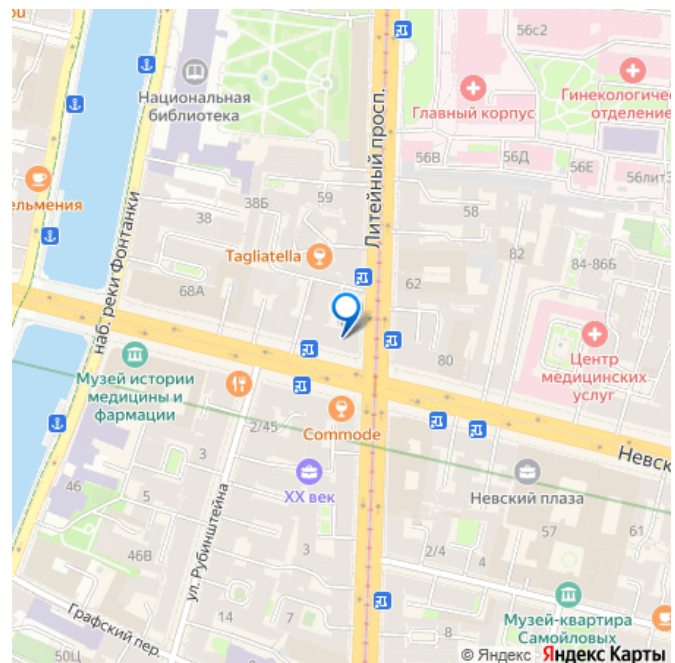 ou
56с2
Национальная
библиотека
Главный корпус
Гинекологичес
отделение
Литейный просп.
56В
56Д
56Е
56лит
ельмения
59
38Б
38
58
Tagliatella
82
84-86Б
наб. реки Фонтанки
68А
62
Центр
медицинских
услуг
80
Музей истории
медицины и
фармации
Commode
2/45
Невск
3
XX век
Невский плаза
46
5
ул. Рубинштейна
57
61
3
2/4
4
46В
Графский пер.
14
7
8
Музей-квартира
Самойловых
50Ц
© Яндекс Яндекс Карты